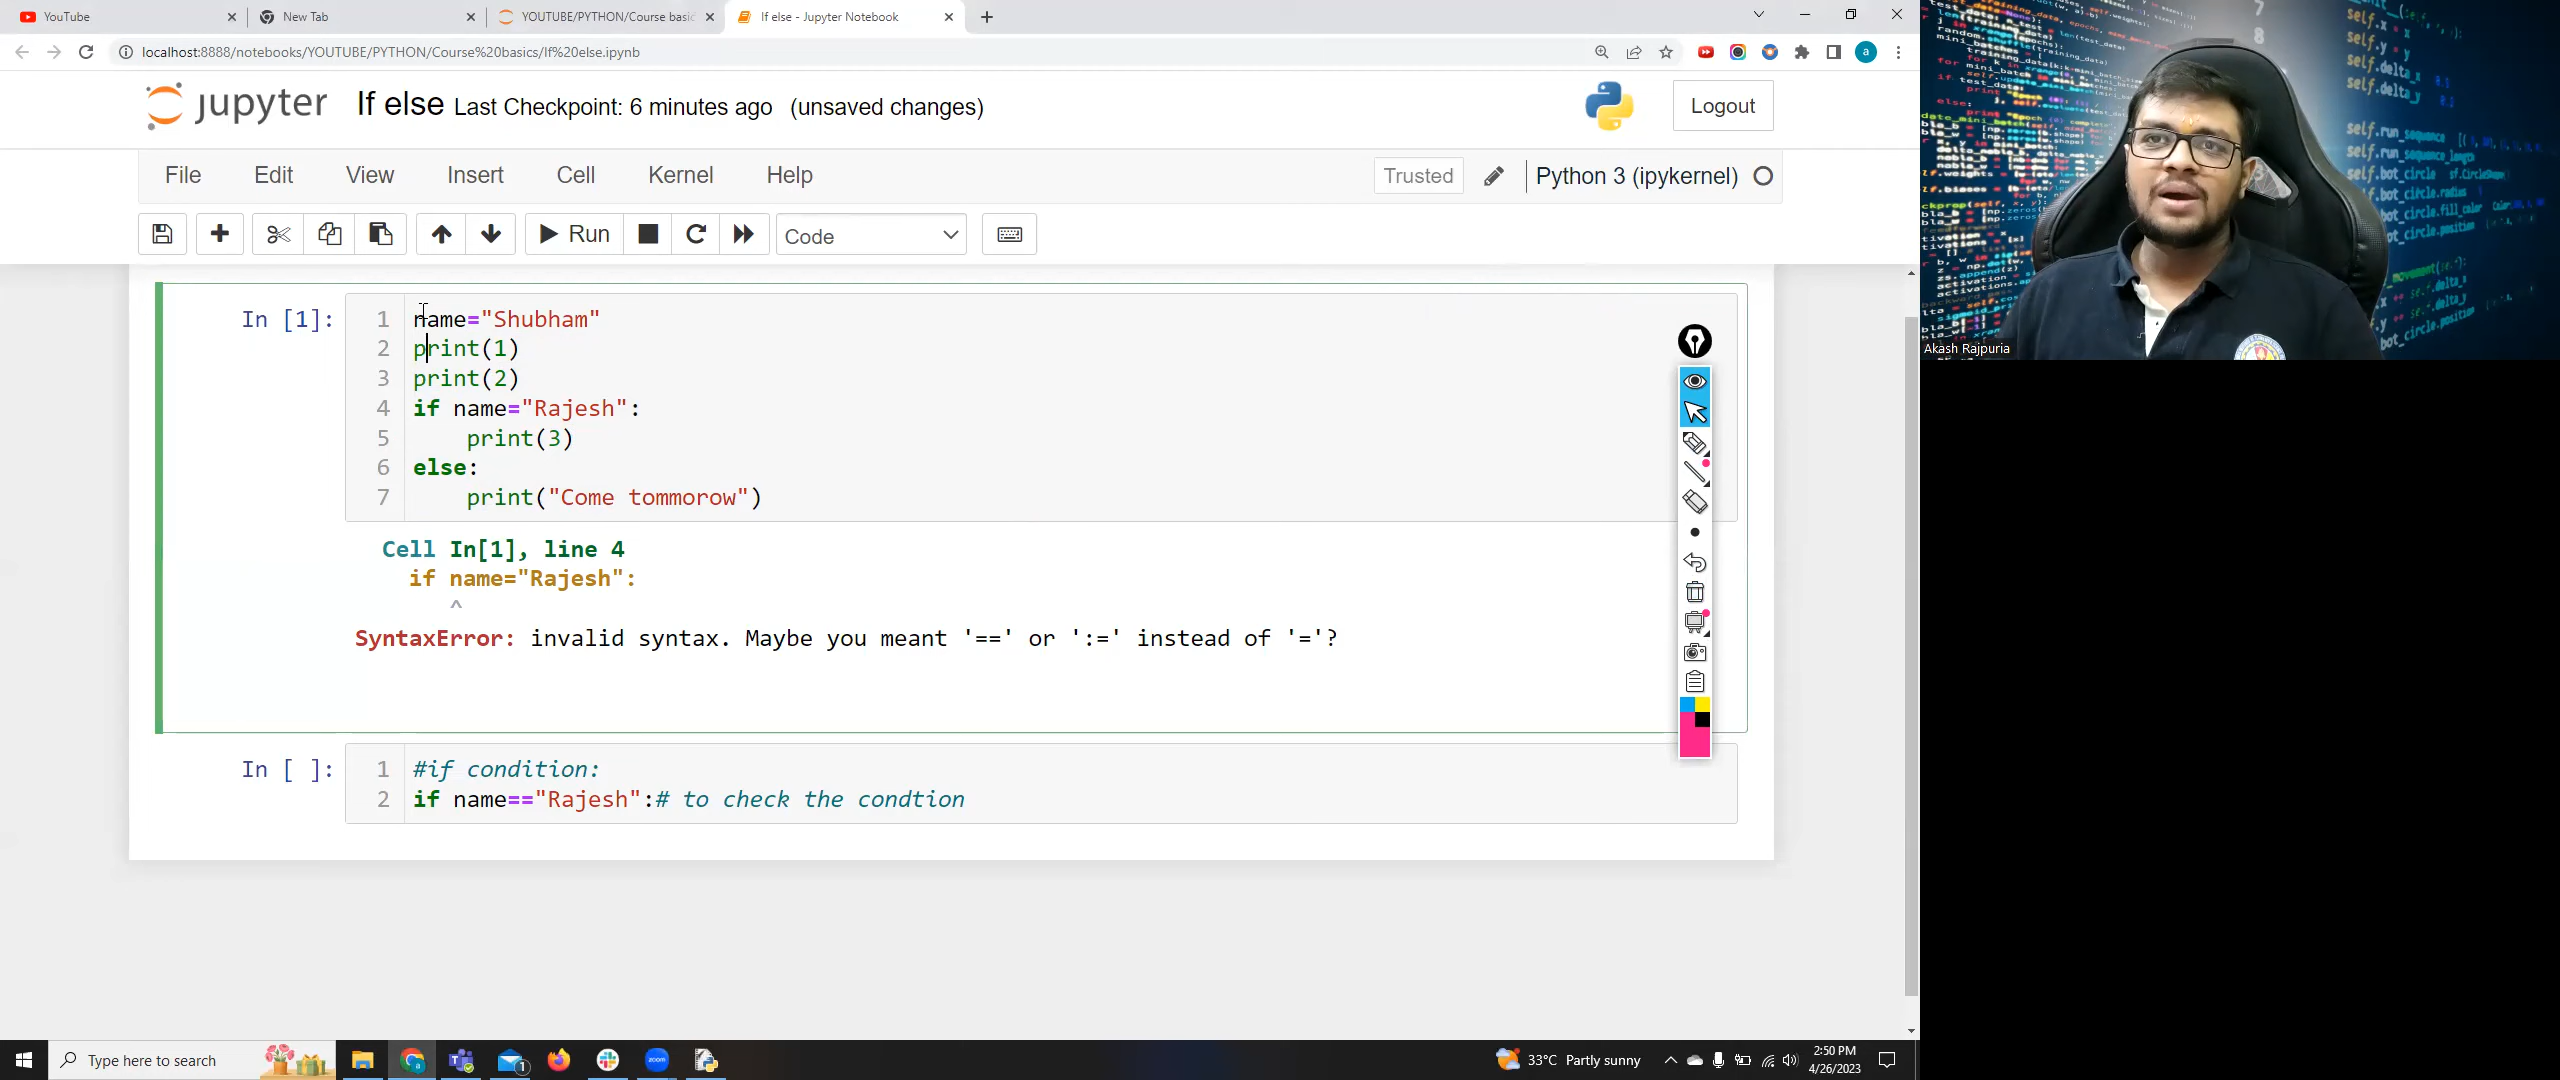 YouTube
New Tab
YOUTUBE/PYTHON/Course basic
If else - Jupyter Notebook
localhost:8888/notebooks/YOUTUBE/PYTHON/Course%20basics/If%20else.ipynb
a
jupyter If else Last Checkpoint: 6 minutes ago (unsaved changes)
Logout
File Edit View Insert Cell Kernel Help
Trusted
Python 3 (ipykernel)
Run
Code
In [1]:
1 name="Shubham"
2 print(1)
3 print(2)
4 if name="Rajesh":
5 print(3)
6 else:
7 print("Come tommorow")
Cell In[1], line 4
if name="Rajesh":
^
SyntaxError: invalid syntax. Maybe you meant '==' or ':=' instead of '='?
In [ ]:
1 #if condition:
2 if name=="Rajesh":# to check the condtion
Akash Rajpuria
Type here to search
1
zoom
33°C Partly sunny
2:50 PM
4/26/2023